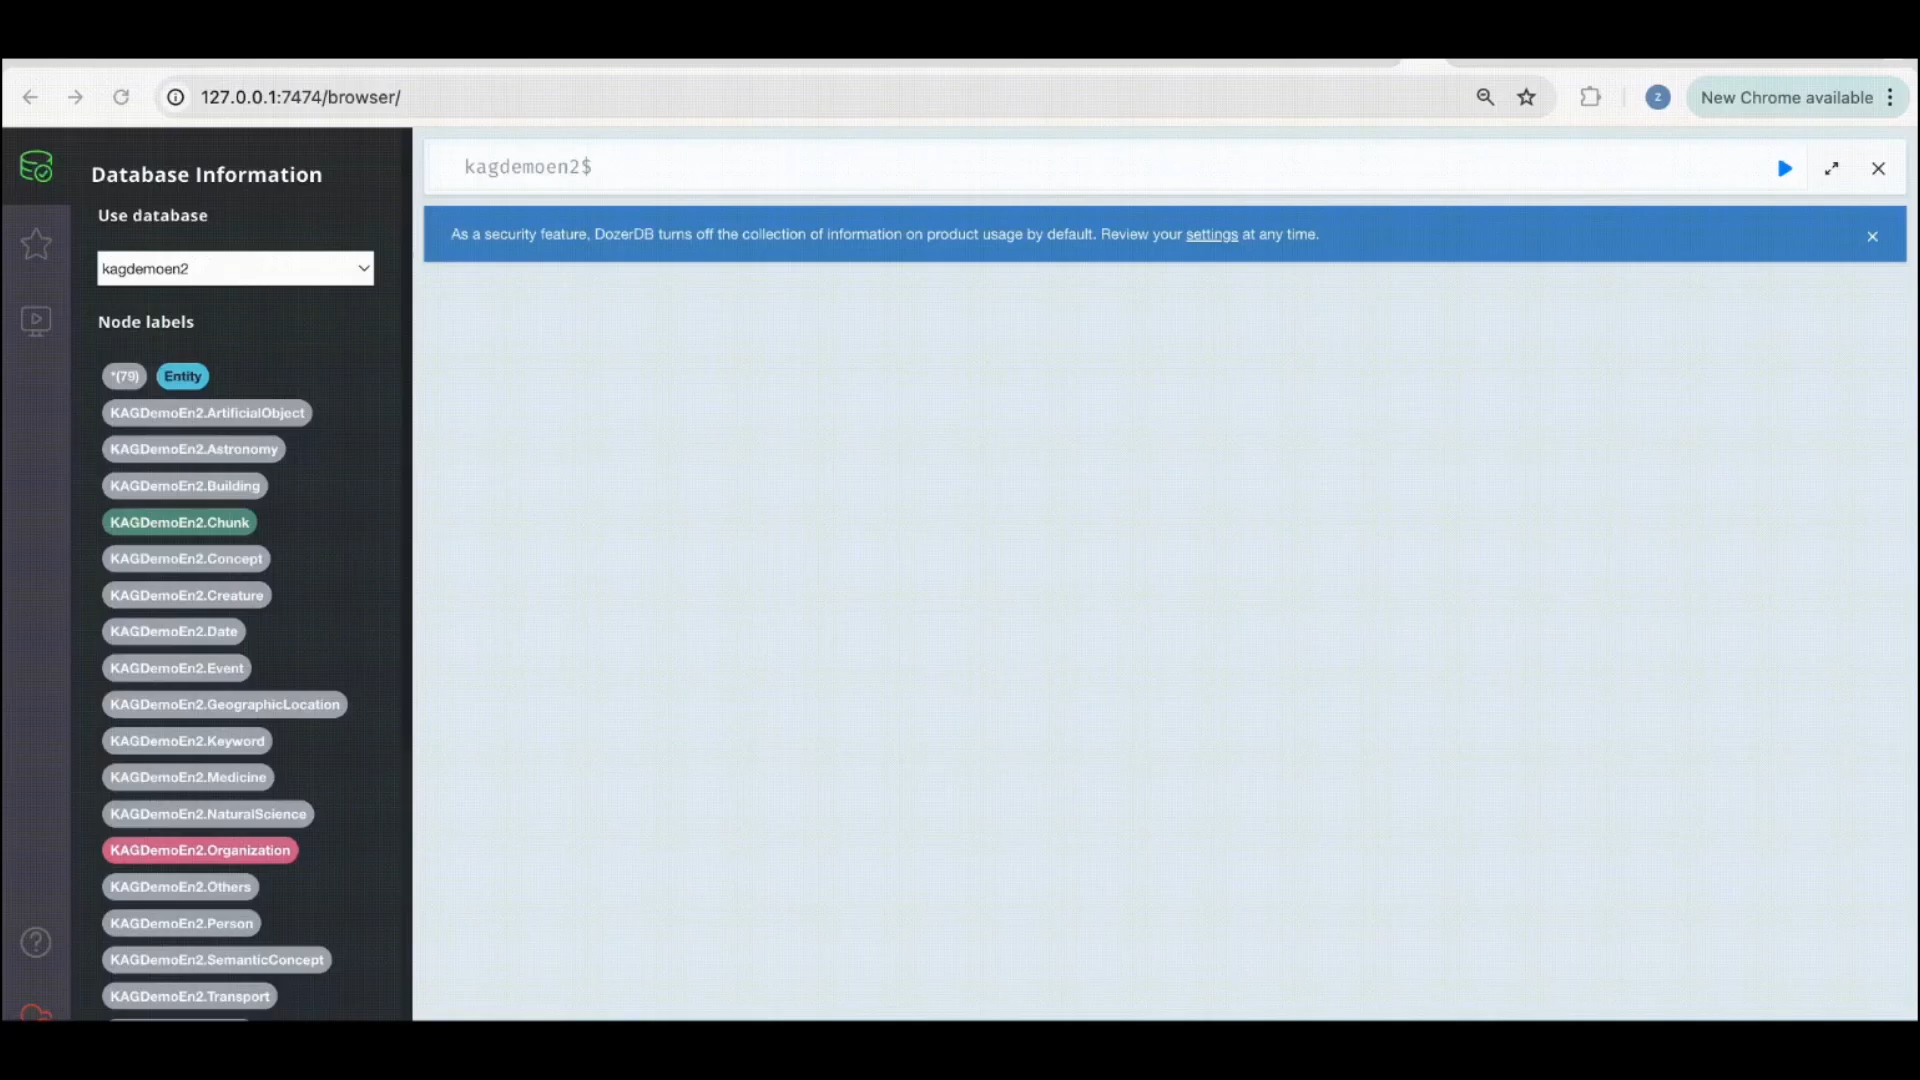 127.0.0.1:7474/browser/
z
New Chrome available
Database Information
Use database
kagdemoen2
Node labels
*(79) Entity
KAGDemoEn2.ArtificialObject
KAGDemoEn2.Astronomy
KAGDemoEn2.Building
KAGDemoEn2.Chunk
KAGDemoEn2.Concept
KAGDemoEn2.Creature
KAGDemoEn2.Date
KAGDemoEn2.Event
KAGDemoEn2.GeographicLocation
KAGDemoEn2.Keyword
KAGDemoEn2.Medicine
KAGDemoEn2.NaturalScience
KAGDemoEn2.Organization
KAGDemoEn2.Others
KAGDemoEn2.Person
KAGDemoEn2.SemanticConcept
KAGDemoEn2.Transport
kagdemoen2$
As a security feature, DozerDB turns off the collection of information on product usage by default. Review your settings at any time.